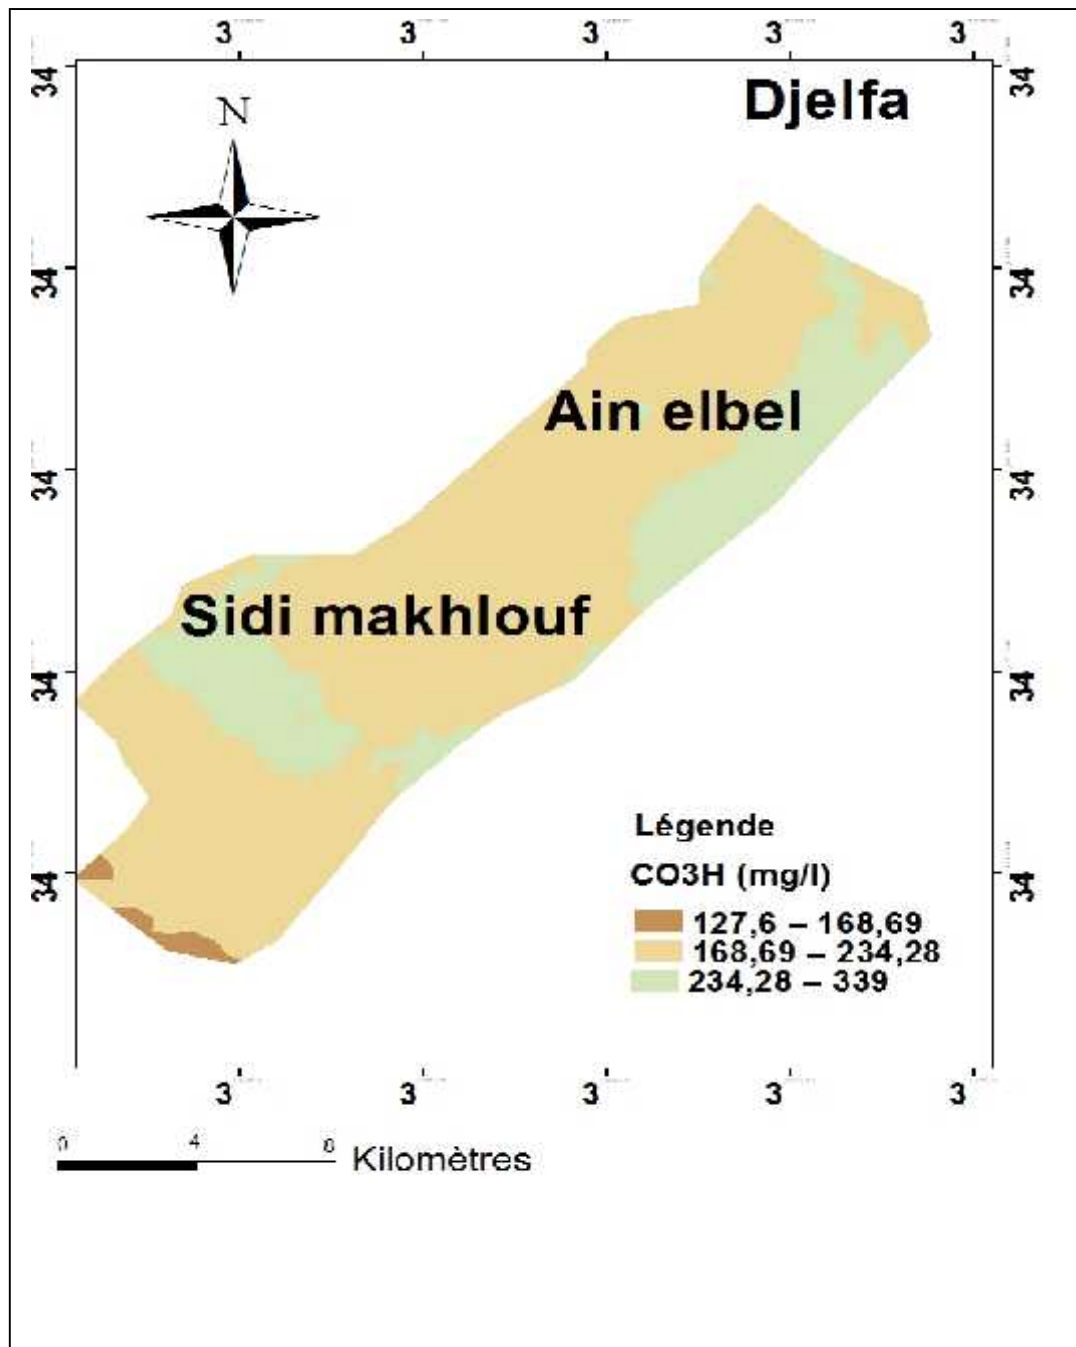 3 3 3 3 3
34 34
Djelfa
N
34 34
Ain elbel
34 34
Sidi makhlouf
34 34
Légende
CO3H (mg/l)
34 34
127,6 – 168,69
168,69 – 234,28
234,28 – 339
3 3 3 3 3
0 4 8
Kilomètres